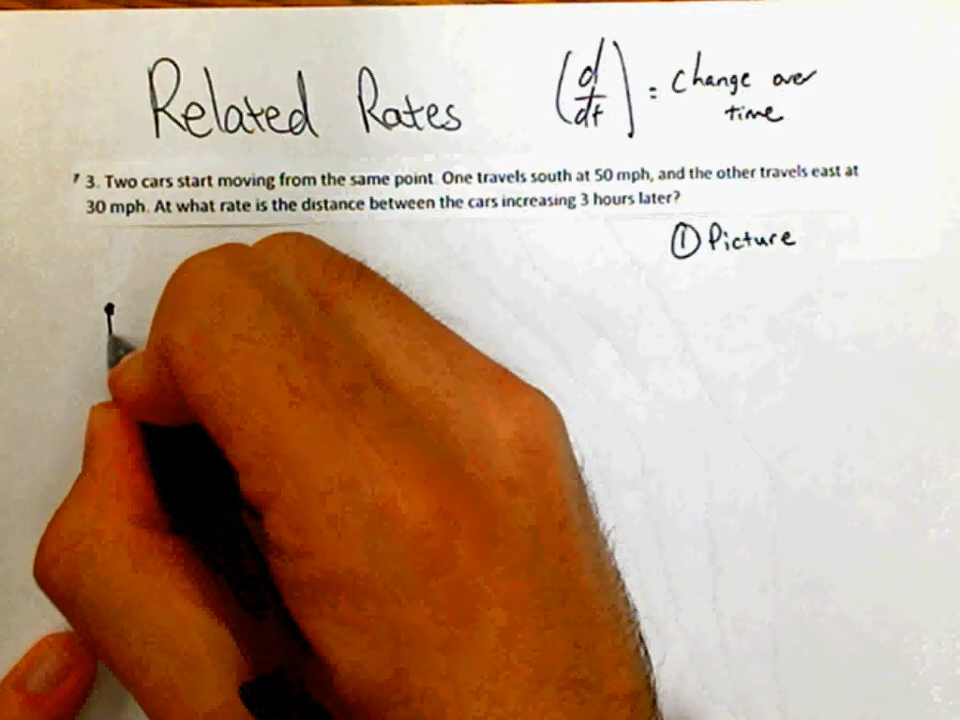 Related Rates (d/dt) = Change over
time
3. Two cars start moving from the same point. One travels south at 50 mph, and the other travels east at
30 mph. At what rate is the distance between the cars increasing 3 hours later?
① Picture